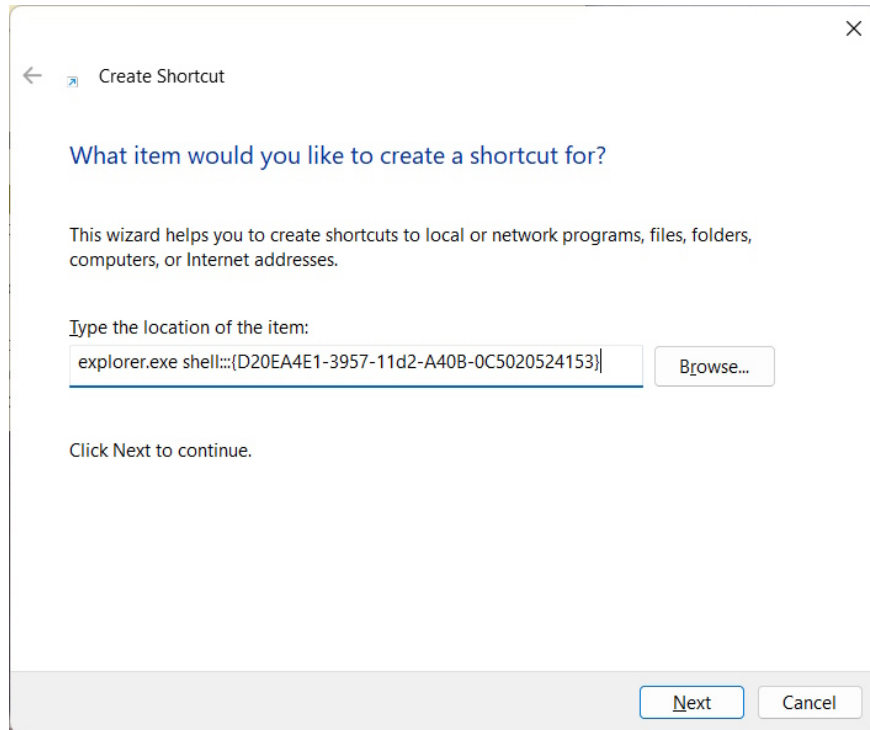 Create Shortcut
What item would you like to create a shortcut for?
This wizard helps you to create shortcuts to local or network programs, files, folders,
computers, or Internet addresses.
Type the location of the item:
explorer.exe shell:::{D20EA4E1-3957-11d2-A40B-0C5020524153}
Browse...
Click Next to continue.
Next
Cancel